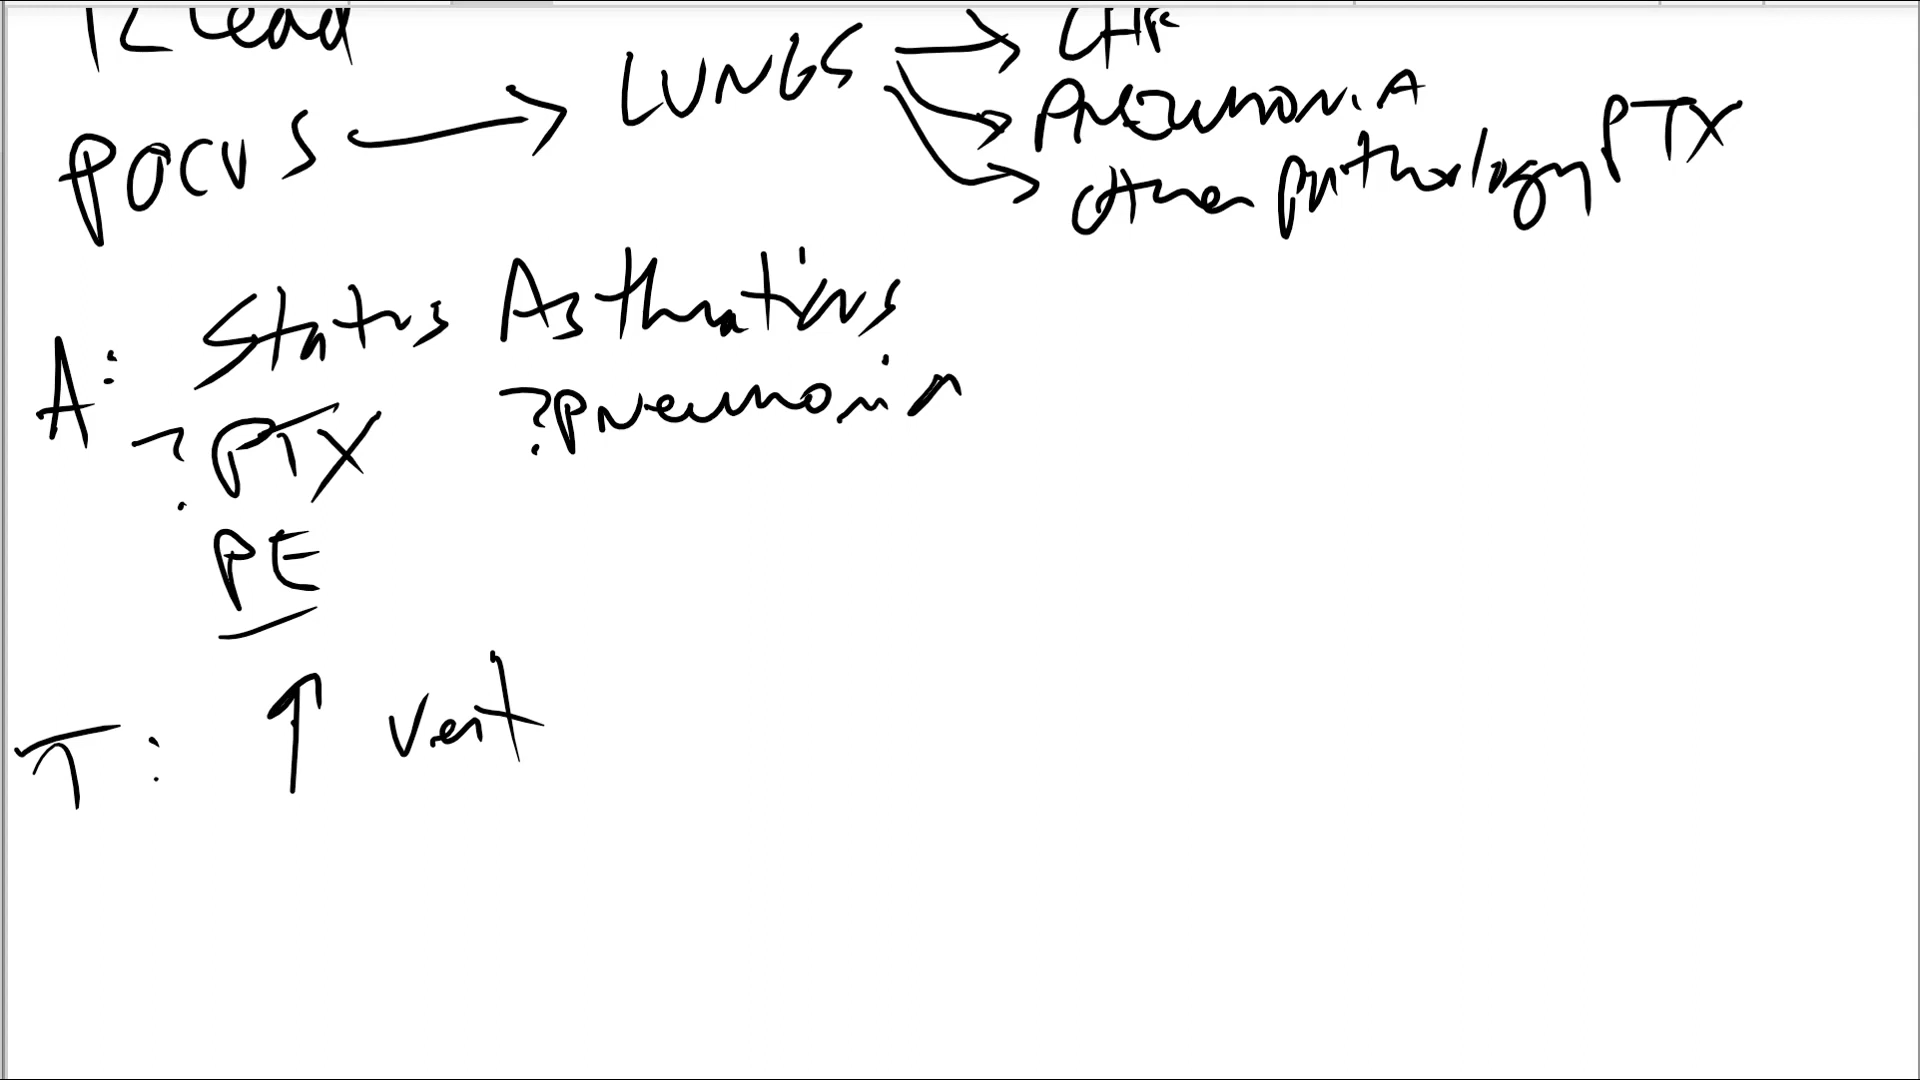 12 lead
POCUS → LUNGS → CHF
→ PNEUMONIA
→ Other pathology PTX
A: Status Asthmaticus
? PTX ? Pneumonia
PE
T: ↑ Vent